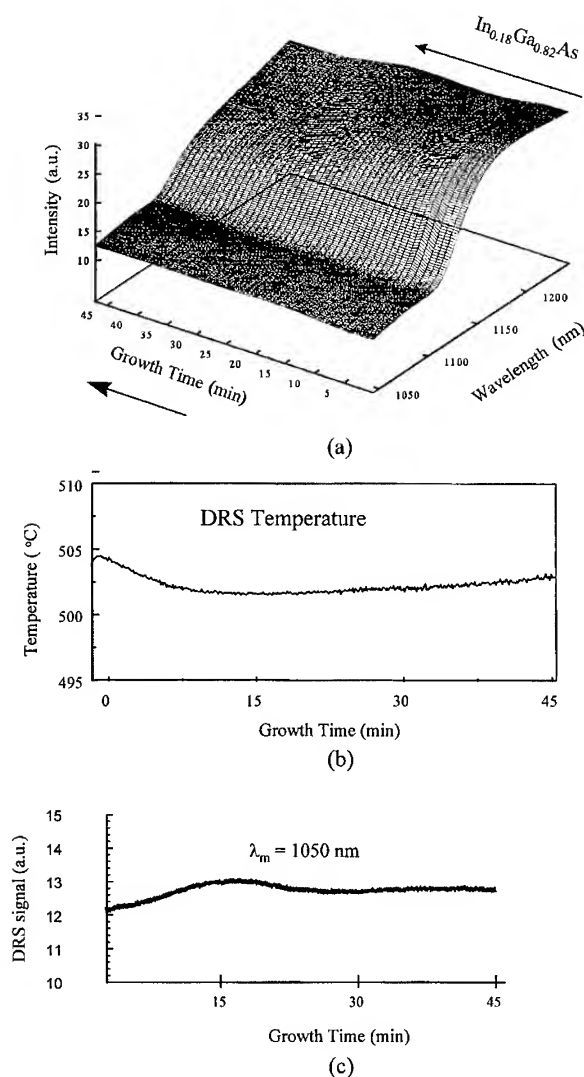 In0.18Ga0.82As
Intensity (a.u.)
35
30
25
20
15
10
45
40
35
30
25
20
15
10
5
Growth Time (min)
1050
1100
1150
1200
Wavelength (nm)
(a)
DRS Temperature
Temperature ( °C)
510
505
500
495
0
15
30
45
Growth Time (min)
(b)
λm = 1050 nm
DRS signal (a.u.)
15
14
13
12
11
10
15
30
45
Growth Time (min)
(c)